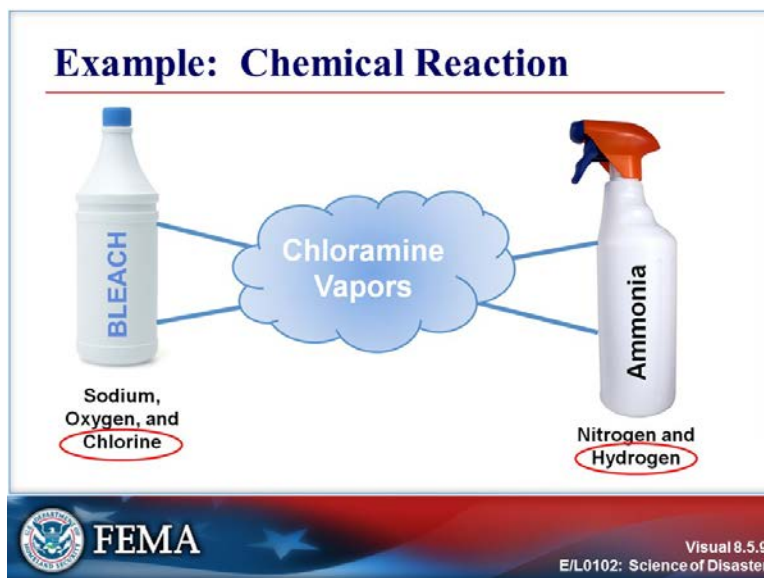 Example: Chemical Reaction
BLEACH
Chloramine
Vapors
Ammonia
Sodium,
Oxygen, and
Chlorine
Nitrogen and
Hydrogen
FEMA
Visual 8.5.9
E/L0102: Science of Disaster